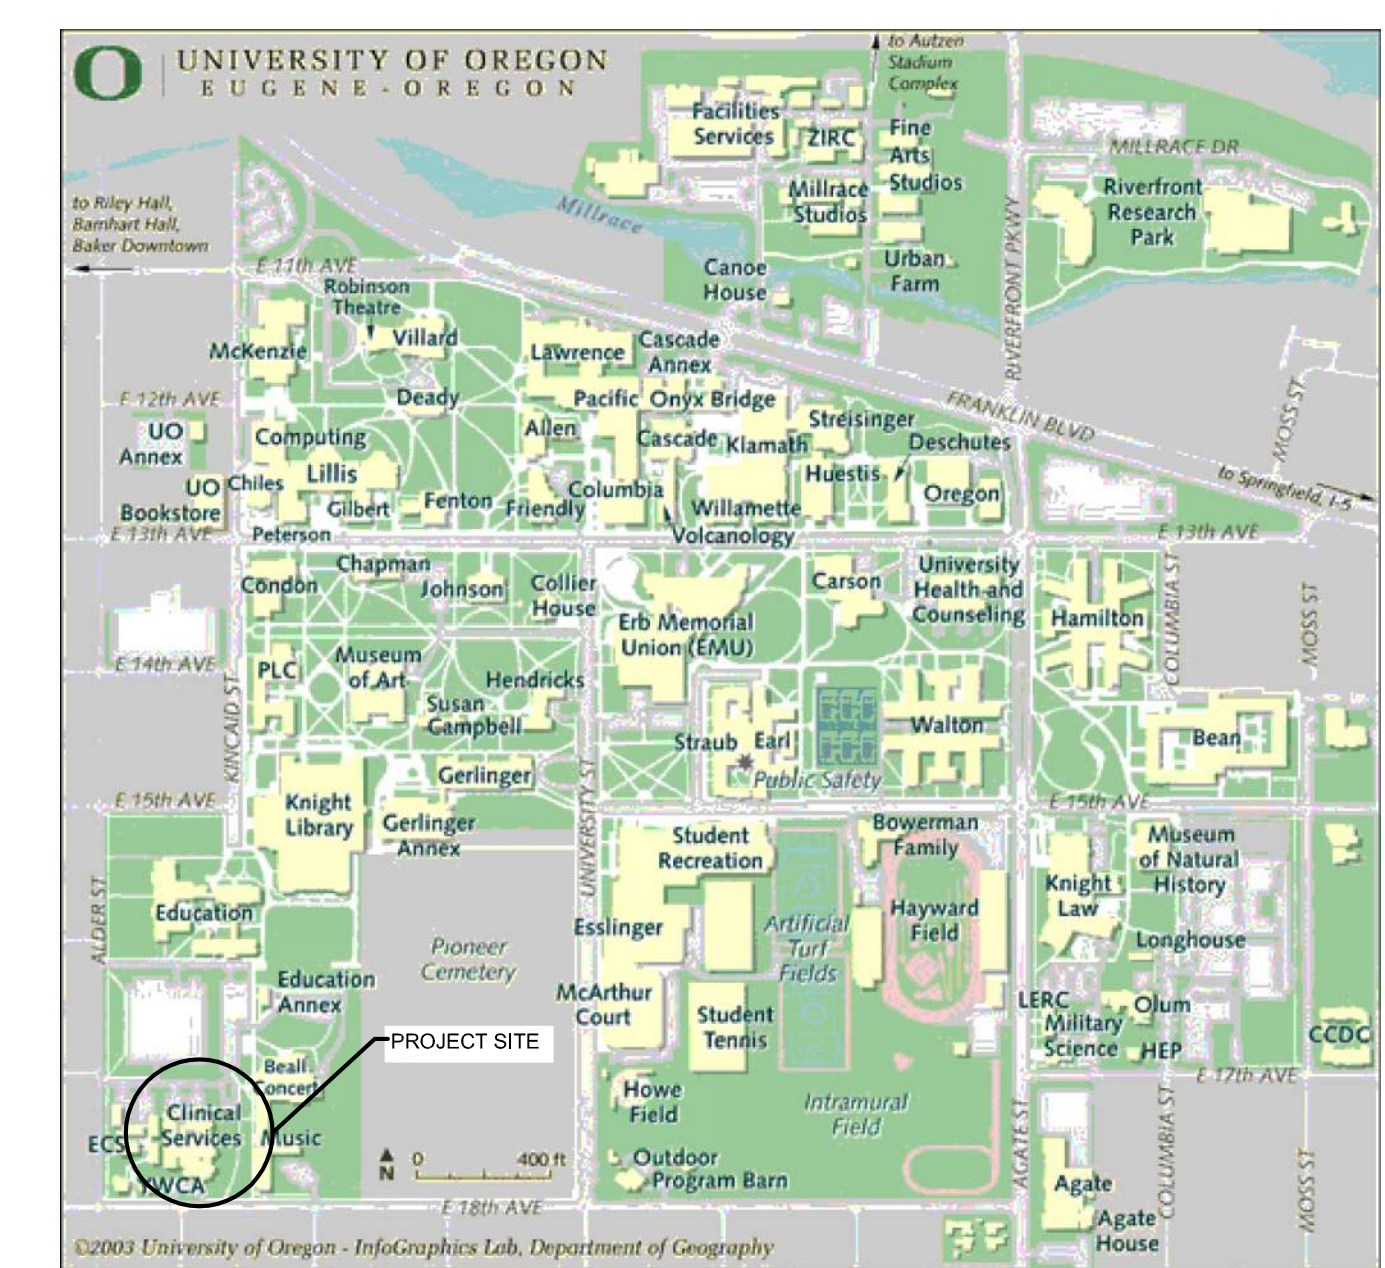 UNIVERSITY OF OREGON
EUGENE - OREGON
to Autzen
Stadium
Complex
Facilities
Services
ZIRC
Fine
Arts
Studios
MILLRACE DR
Millrace
Studios
Riverfront
Research
Park
to Riley Hall,
Barnhart Hall,
Baker Downtown
Millrace
RIVERFRONT PKWY
E 11th AVE
Canoe
House
Urban
Farm
Robinson
Theatre
McKenzie
Villard
Lawrence
Cascade
Annex
E 12th AVE
Deady
Pacific
Onyx Bridge
FRANKLIN BLVD
MOSS ST
UO
Annex
Computing
Allen
Cascade
Klamath
Streisinger
Deschutes
to Springfield, I-5
UO
Bookstore
Chiles
Lillis
Gilbert
Fenton
Friendly
Columbia
Willamette
Huestis
Oregon
E 13th AVE
Peterson
Volcanology
E 13th AVE
Condon
Chapman
Johnson
Collier
House
Erb Memorial
Union (EMU)
Carson
University
Health and
Counseling
Hamilton
COLUMBIA ST
MOSS ST
E 14th AVE
KINCAID ST
PLC
Museum
of Art
Hendricks
Susan
Campbell
Straub
Earl
Walton
Bean
Public Safety
Gerlinger
UNIVERSITY ST
E 15th AVE
E 15th AVE
Knight
Library
Gerlinger
Annex
Student
Recreation
Bowerman
Family
Museum
of Natural
History
Knight
Law
ALDER ST
Education
Pioneer
Cemetery
Esslinger
Artificial
Turf
Fields
Hayward
Field
Longhouse
Education
Annex
McArthur
Court
Student
Tennis
LERC
Military
Science
Olum
HEP
CCDC
PROJECT SITE
Beall
Concert
E 17th AVE
Clinical
Services
ECS
Music
YWCA
Howe
Field
Intramural
Field
AGATE ST
COLUMBIA ST
MOSS ST
N
0
400 ft
Outdoor
Program Barn
Agate
Agate
House
E 18th AVE
©2003 University of Oregon - InfoGraphics Lab, Department of Geography